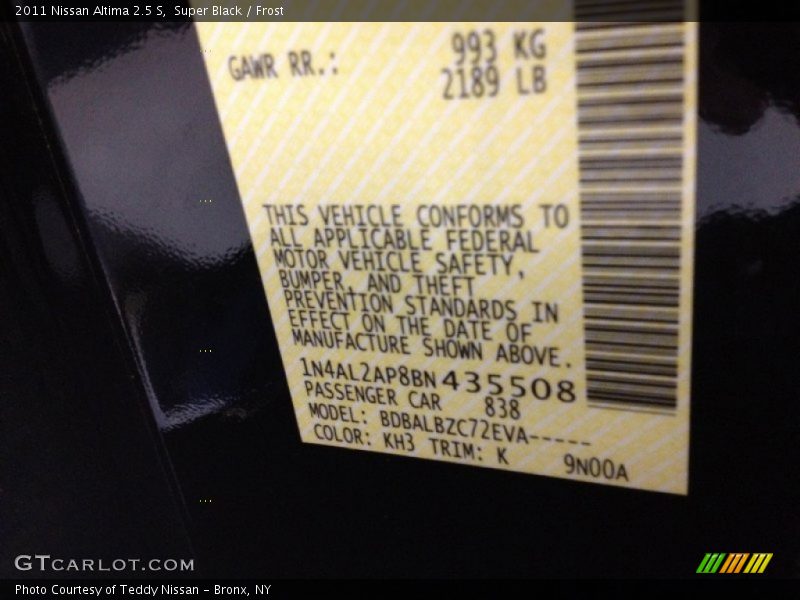 2011 Nissan Altima 2.5 S,  Super Black / Frost
GAWR RR.: 993 KG
2189 LB
THIS VEHICLE CONFORMS TO
ALL APPLICABLE FEDERAL
MOTOR VEHICLE SAFETY,
BUMPER, AND THEFT
PREVENTION STANDARDS IN
EFFECT ON THE DATE OF
MANUFACTURE SHOWN ABOVE.
1N4AL2AP8BN435508
PASSENGER CAR 838
MODEL: BDBALBZC72EVA-----
COLOR: KH3 TRIM: K 9N00A
GTCARLOT.COM
Photo Courtesy of Teddy Nissan – Bronx, NY